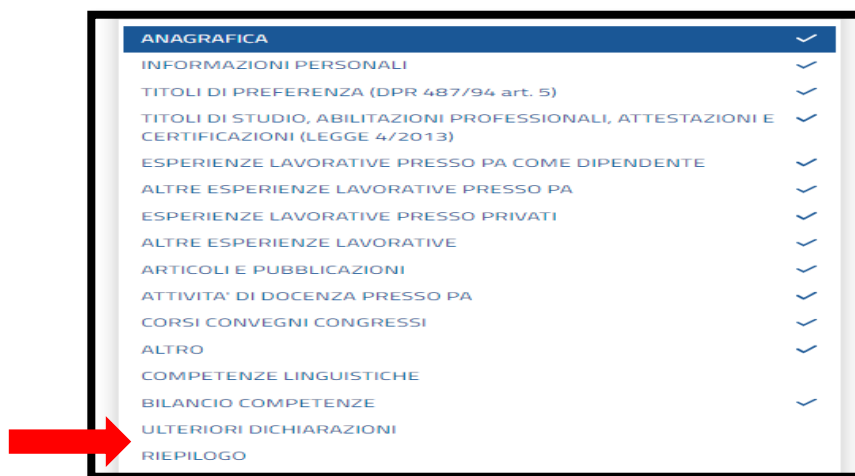 ANAGRAFICA
INFORMAZIONI PERSONALI
TITOLI DI PREFERENZA (DPR 487/94 art. 5)
TITOLI DI STUDIO, ABILITAZIONI PROFESSIONALI, ATTESTAZIONI E
CERTIFICAZIONI (LEGGE 4/2013)
ESPERIENZE LAVORATIVE PRESSO PA COME DIPENDENTE
ALTRE ESPERIENZE LAVORATIVE PRESSO PA
ESPERIENZE LAVORATIVE PRESSO PRIVATI
ALTRE ESPERIENZE LAVORATIVE
ARTICOLI E PUBBLICAZIONI
ATTIVITA' DI DOCENZA PRESSO PA
CORSI CONVEGNI CONGRESSI
ALTRO
COMPETENZE LINGUISTICHE
BILANCIO COMPETENZE
ULTERIORI DICHIARAZIONI
RIEPILOGO